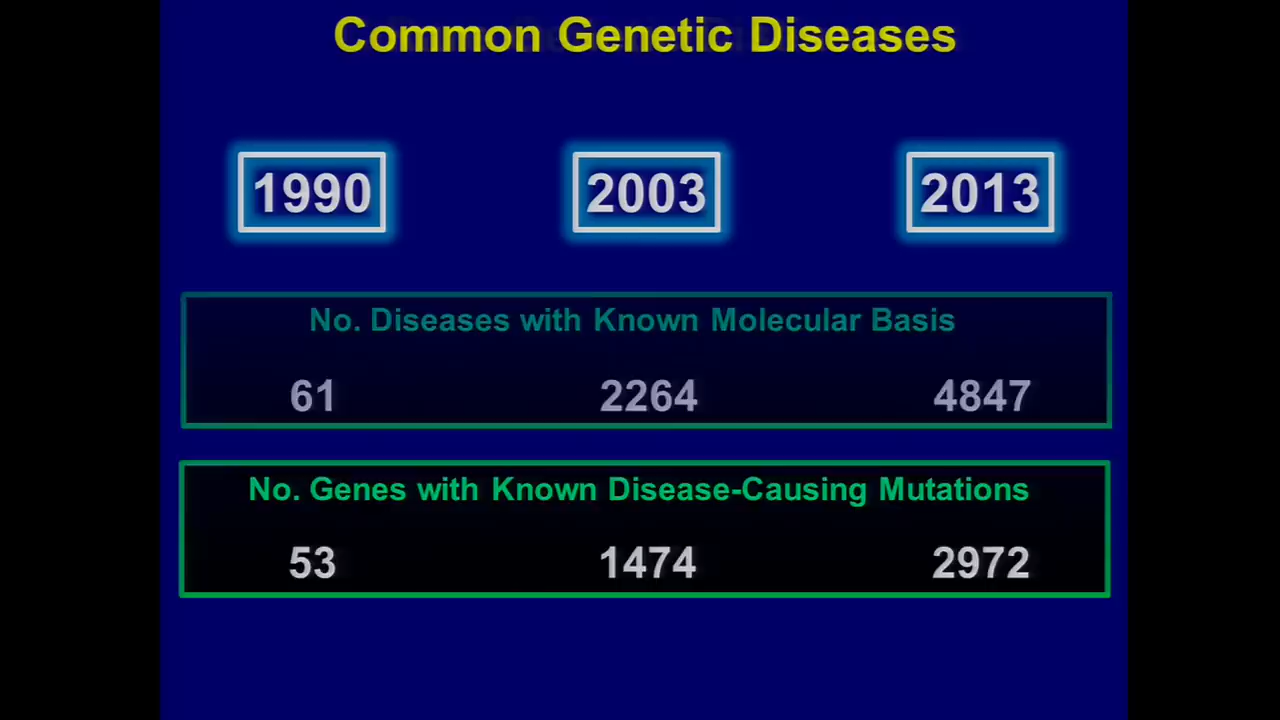 Common Genetic Diseases
1990 2003 2013
No. Diseases with Known Molecular Basis
61 2264 4847
No. Genes with Known Disease-Causing Mutations
53 1474 2972